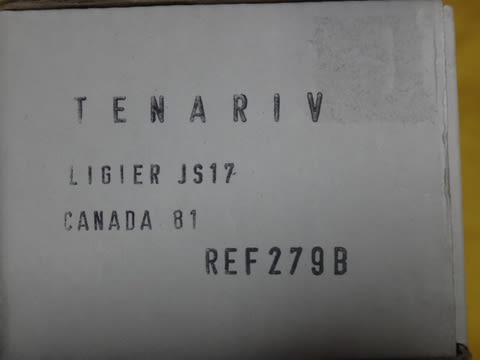 TENARIV
LIGIER JS17
CANADA 81
REF279B